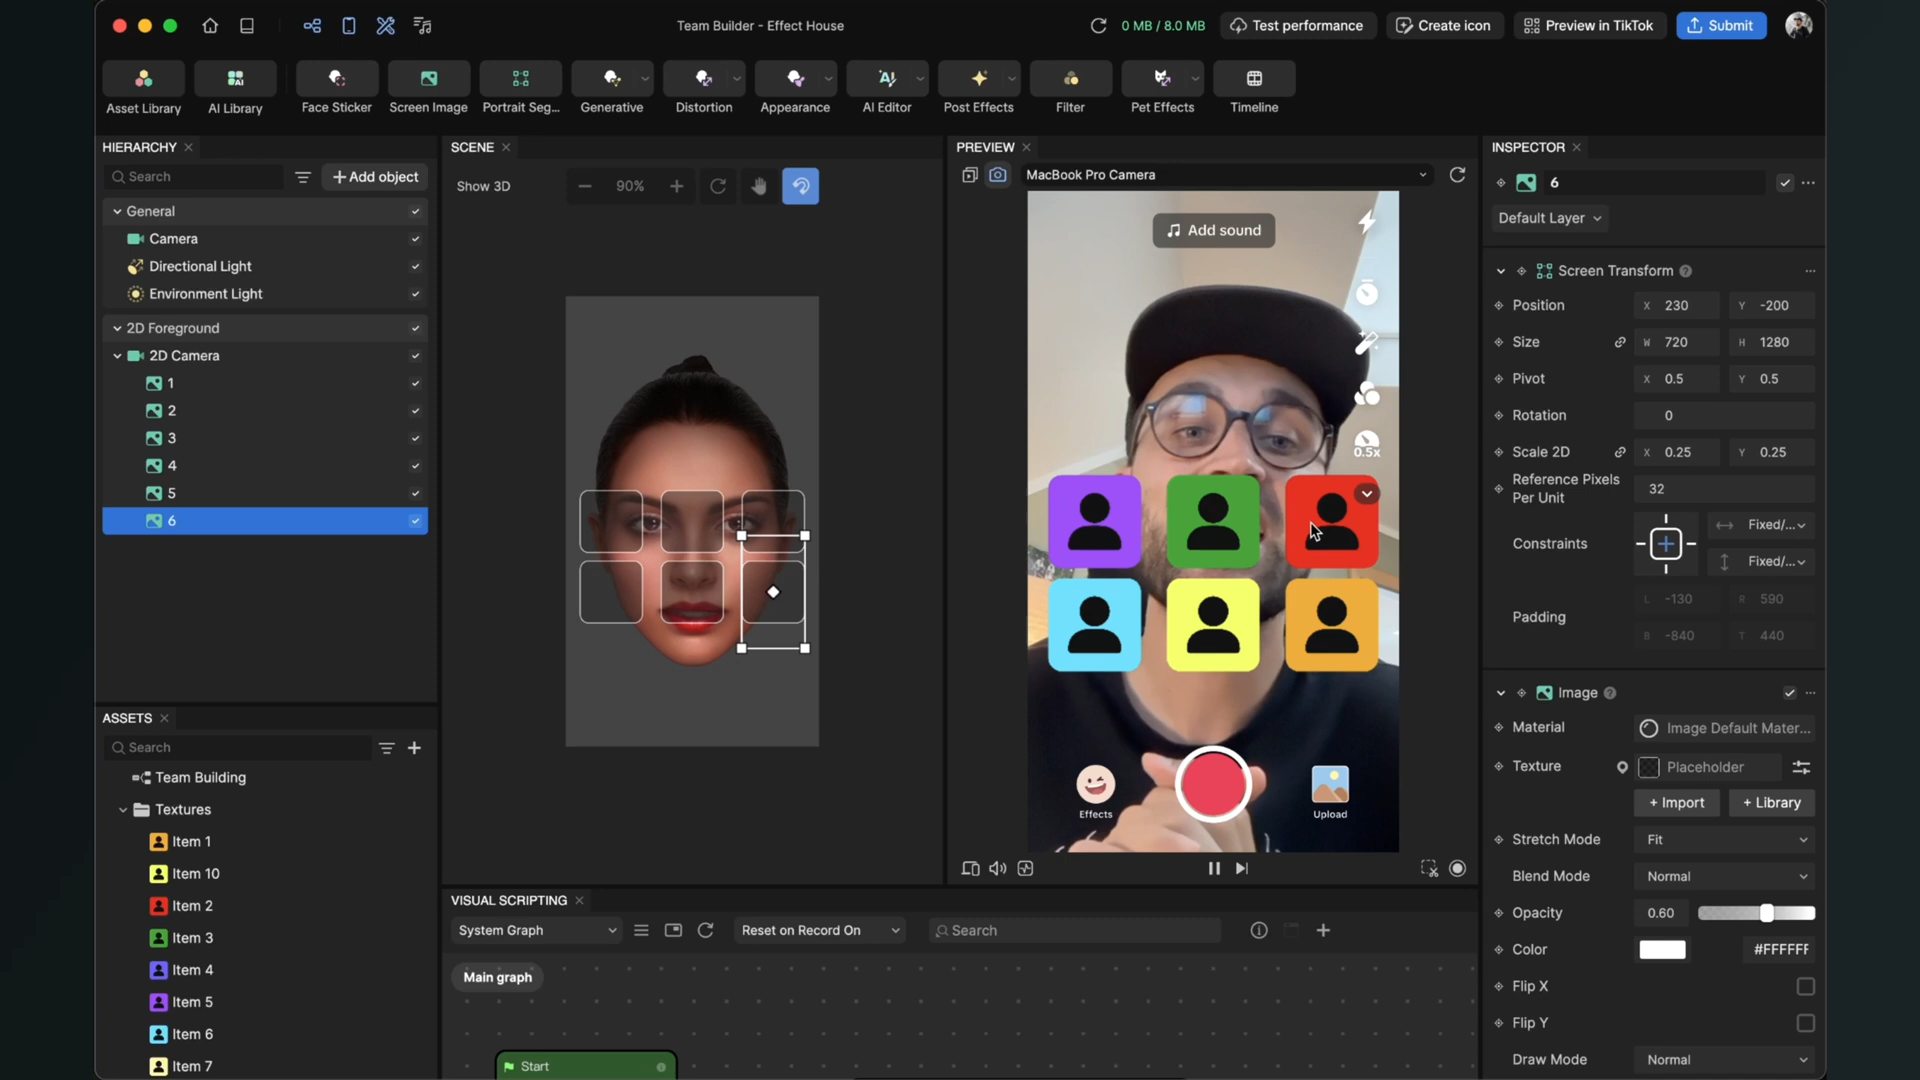 Team Builder - Effect House
0 MB / 8.0 MB
Test performance
Create icon
Preview in TikTok
Submit
Asset Library
AI Library
Face Sticker
Screen Image
Portrait Seg...
Generative
Distortion
Appearance
AI Editor
Post Effects
Filter
Pet Effects
Timeline
HIERARCHY
Search
Add object
General
Camera
Directional Light
Environment Light
2D Foreground
2D Camera
1
2
3
4
5
6
ASSETS
Search
Team Building
Textures
Item 1
Item 10
Item 2
Item 3
Item 4
Item 5
Item 6
Item 7
SCENE
Show 3D
90%
PREVIEW
MacBook Pro Camera
Add sound
0.5x
Effects
Upload
VISUAL SCRIPTING
System Graph
Reset on Record On
Search
Main graph
Start
INSPECTOR
6
Default Layer
Screen Transform
Position X 230 Y -200
Size W 720 H 1280
Pivot X 0.5 Y 0.5
Rotation 0
Scale 2D X 0.25 Y 0.25
Reference Pixels
Per Unit
32
Constraints
Fixed/...
Fixed/...
Padding
L -130 R 590
B -840 T 440
Image
Material Image Default Mater...
Texture Placeholder
+ Import
+ Library
Stretch Mode Fit
Blend Mode Normal
Opacity 0.60
Color #FFFFFF
Flip X
Flip Y
Draw Mode Normal